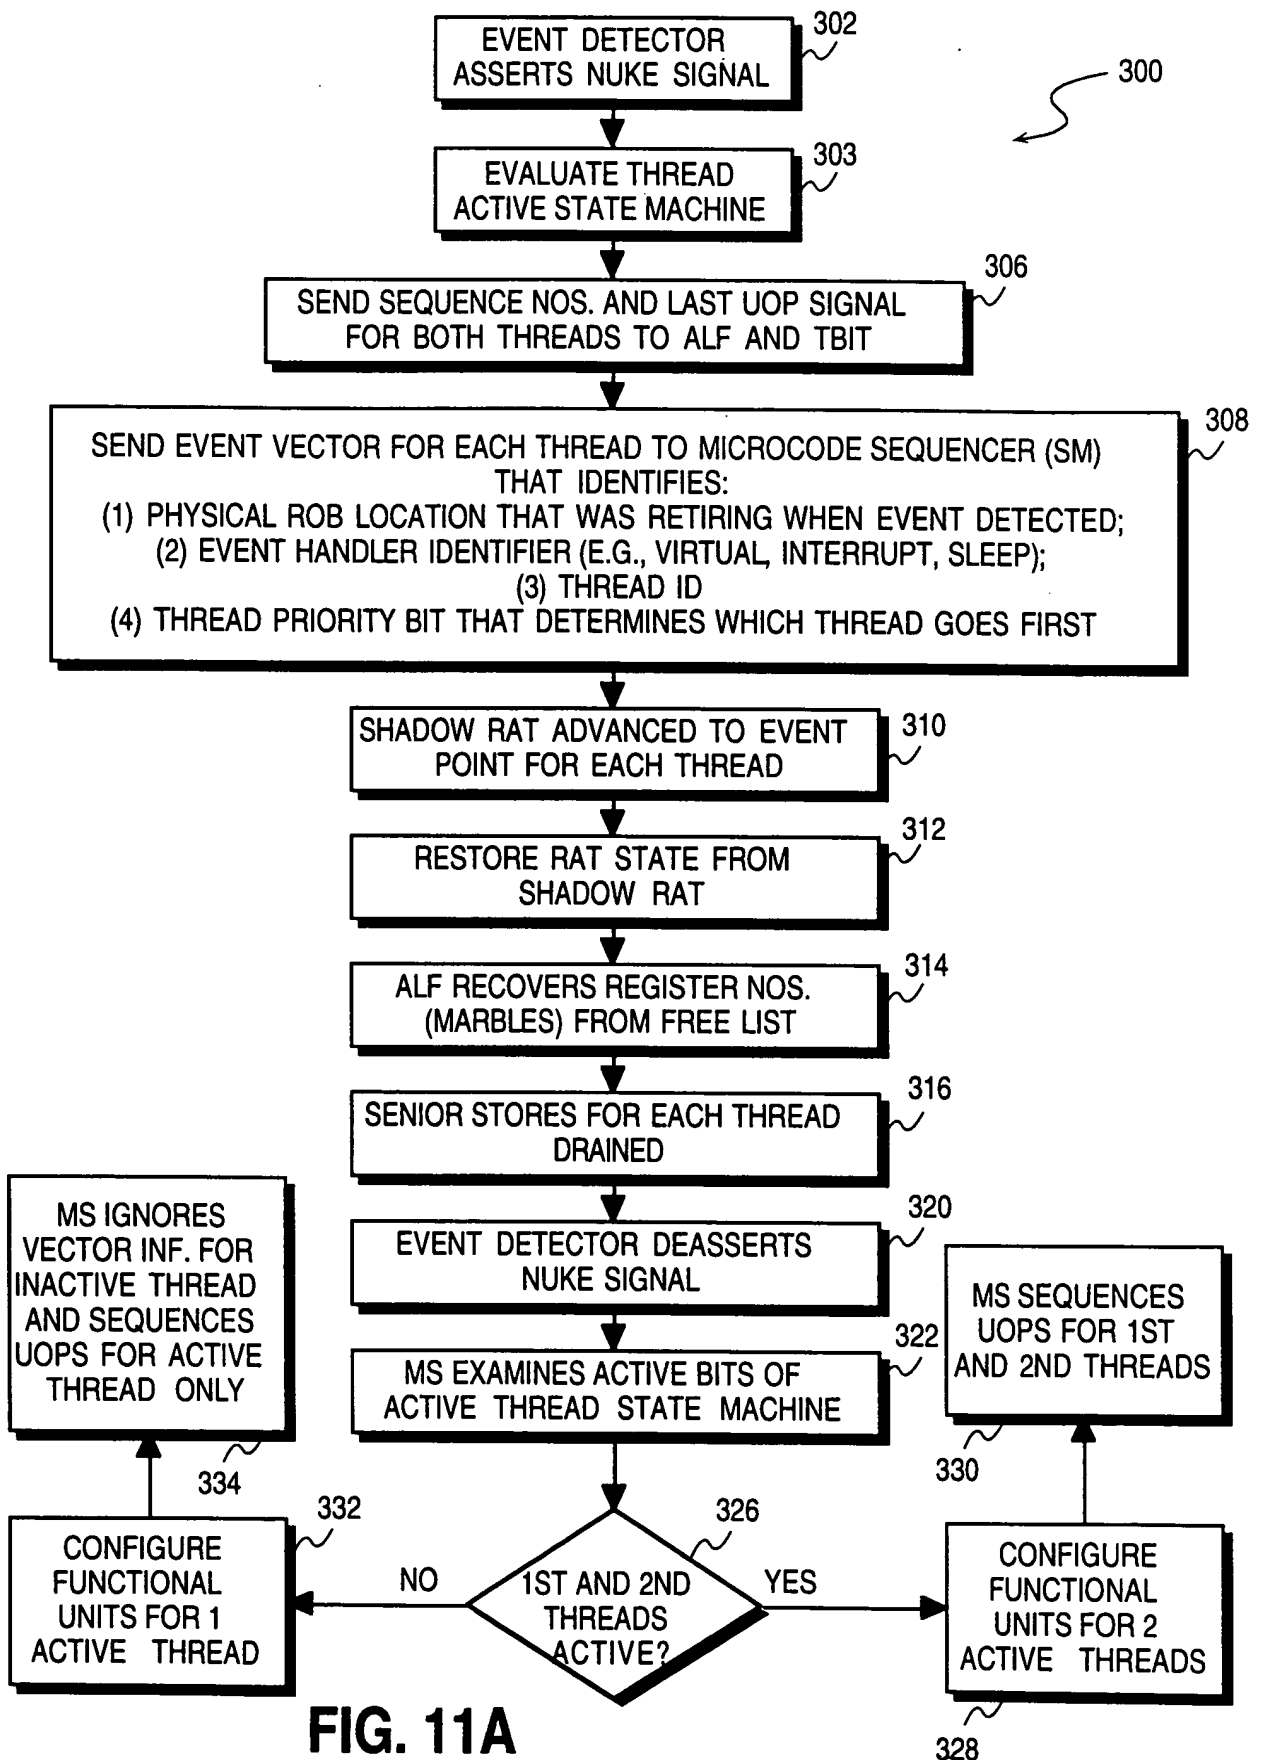 302
EVENT DETECTOR
ASSERTS NUKE SIGNAL
300
303
EVALUATE THREAD
ACTIVE STATE MACHINE
306
SEND SEQUENCE NOS. AND LAST UOP SIGNAL
FOR BOTH THREADS TO ALF AND TBIT
308
SEND EVENT VECTOR FOR EACH THREAD TO MICROCODE SEQUENCER (SM)
THAT IDENTIFIES:
(1) PHYSICAL ROB LOCATION THAT WAS RETIRING WHEN EVENT DETECTED;
(2) EVENT HANDLER IDENTIFIER (E.G., VIRTUAL, INTERRUPT, SLEEP);
(3) THREAD ID
(4) THREAD PRIORITY BIT THAT DETERMINES WHICH THREAD GOES FIRST
310
SHADOW RAT ADVANCED TO EVENT
POINT FOR EACH THREAD
312
RESTORE RAT STATE FROM
SHADOW RAT
314
ALF RECOVERS REGISTER NOS.
(MARBLES) FROM FREE LIST
316
SENIOR STORES FOR EACH THREAD
DRAINED
320
EVENT DETECTOR DEASSERTS
NUKE SIGNAL
322
MS EXAMINES ACTIVE BITS OF
ACTIVE THREAD STATE MACHINE
326
1ST AND 2ND
THREADS
ACTIVE?
NO
YES
332
CONFIGURE
FUNCTIONAL
UNITS FOR 1
ACTIVE THREAD
MS IGNORES
VECTOR INF. FOR
INACTIVE THREAD
AND SEQUENCES
UOPS FOR ACTIVE
THREAD ONLY
334
CONFIGURE
FUNCTIONAL
UNITS FOR 2
ACTIVE THREADS
328
MS SEQUENCES
UOPS FOR 1ST
AND 2ND THREADS
330
FIG. 11A